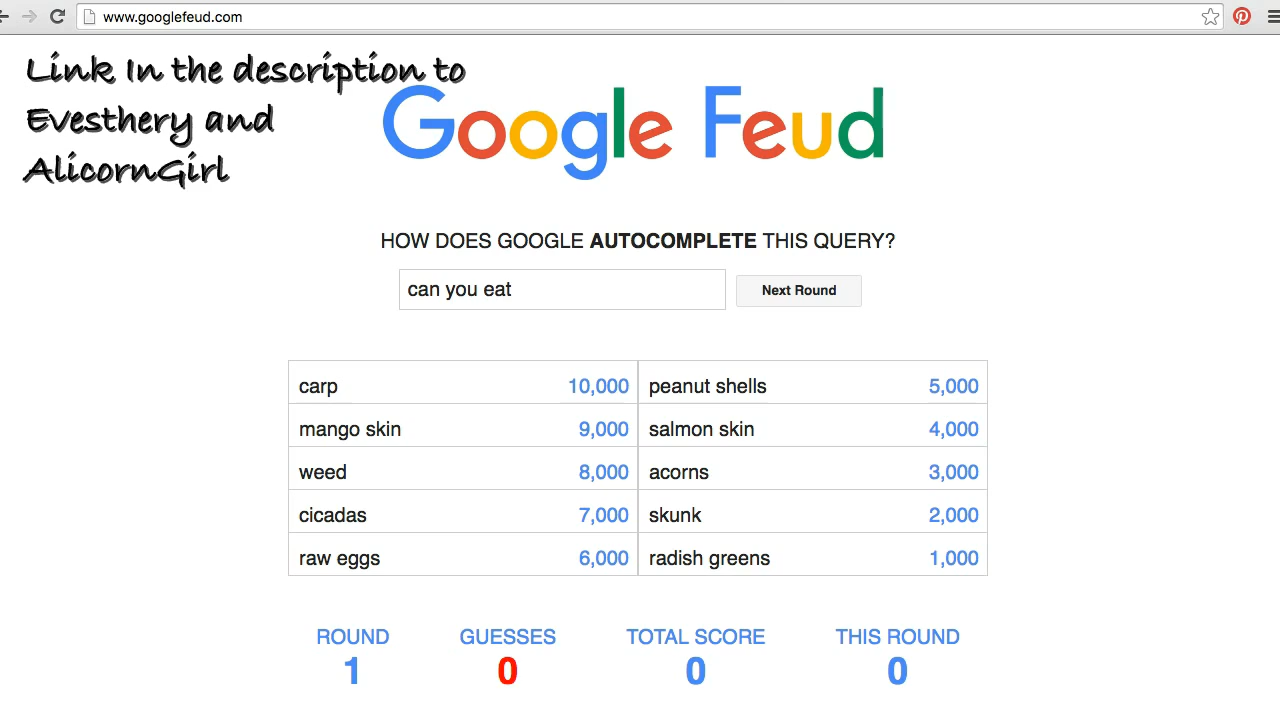 www.googlefeud.com
Link In the description to
Evesthery and
AlicornGirl
Google Feud
HOW DOES GOOGLE AUTOCOMPLETE THIS QUERY?
can you eat Next Round
carp 10,000 peanut shells 5,000
mango skin 9,000 salmon skin 4,000
weed 8,000 acorns 3,000
cicadas 7,000 skunk 2,000
raw eggs 6,000 radish greens 1,000
ROUND GUESSES TOTAL SCORE THIS ROUND
1 0 0 0